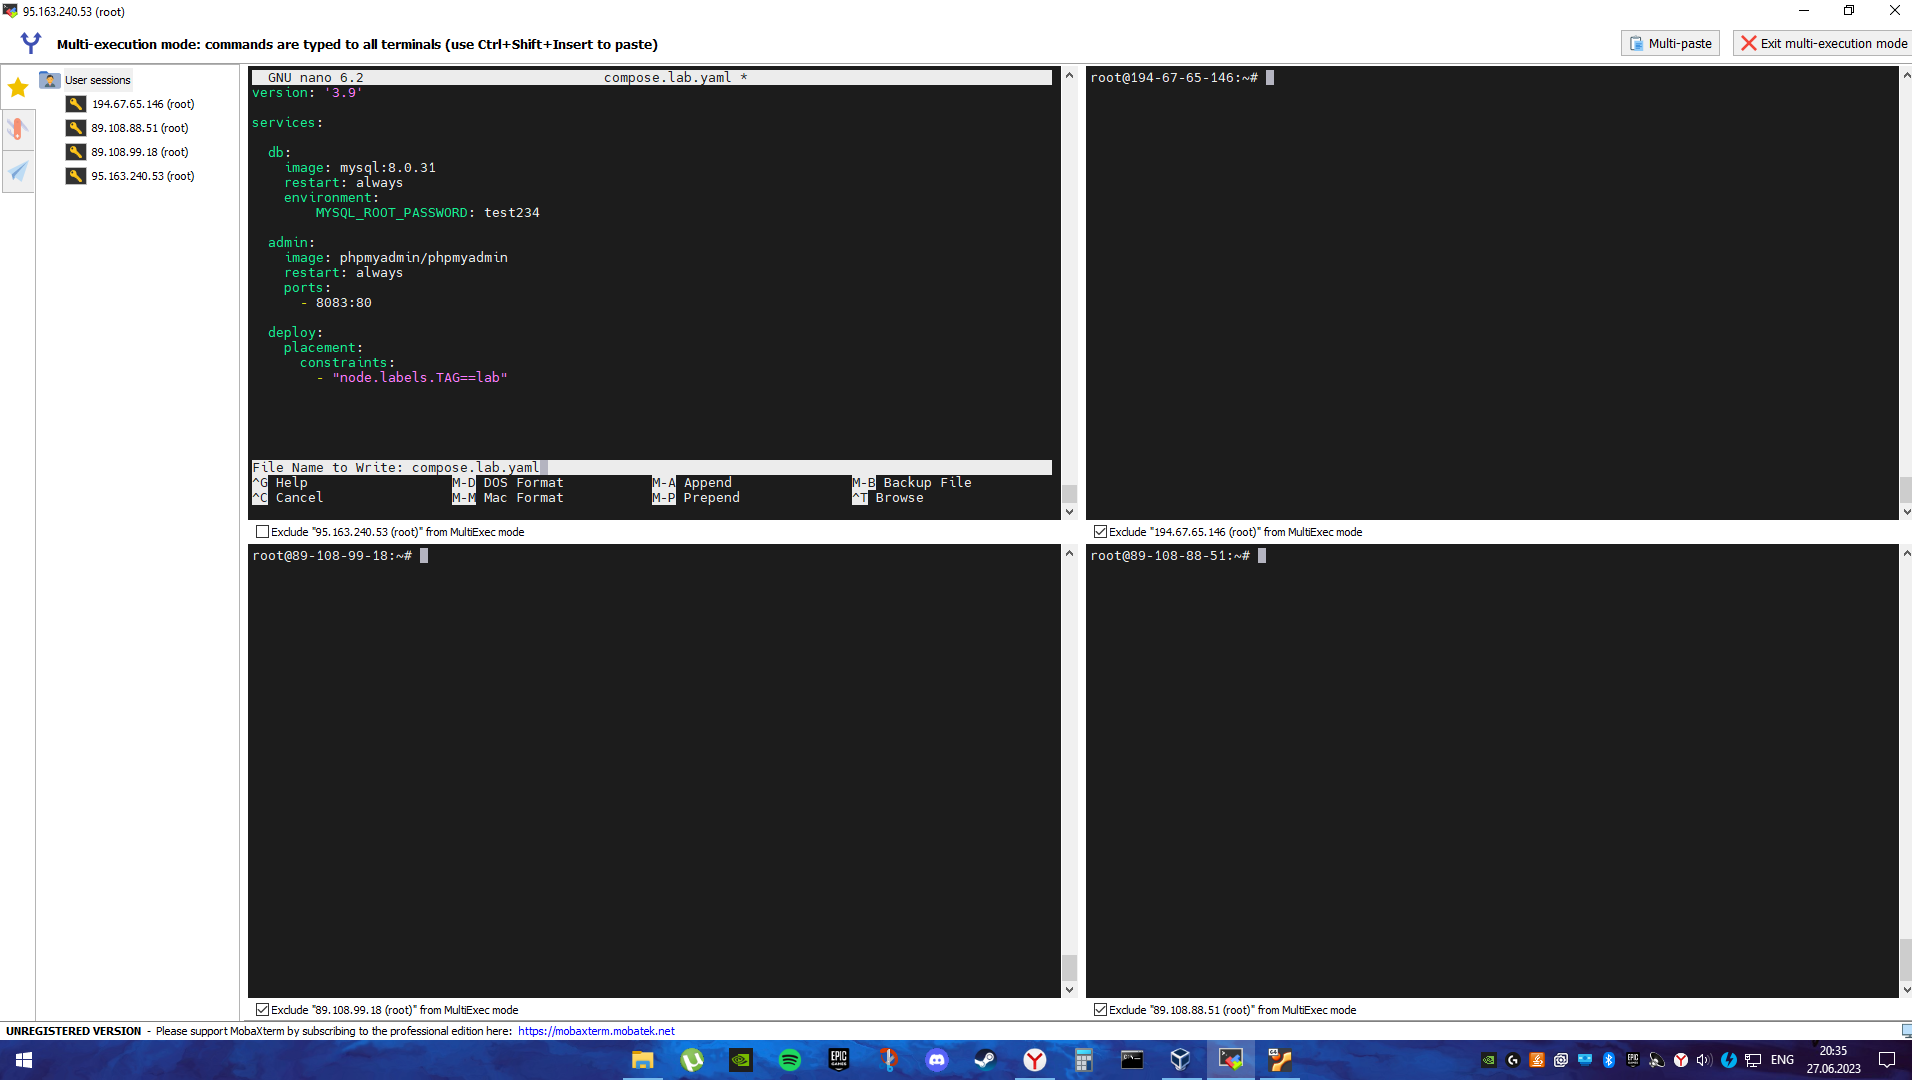 95.163.240.53 (root)
Multi-execution mode: commands are typed to all terminals (use Ctrl+Shift+Insert to paste)
Multi-paste
Exit multi-execution mode
User sessions
194.67.65.146 (root)
89.108.88.51 (root)
89.108.99.18 (root)
95.163.240.53 (root)
GNU nano 6.2 compose.lab.yaml *
version: '3.9'
services:
db:
image: mysql:8.0.31
restart: always
environment:
MYSQL_ROOT_PASSWORD: test234
admin:
image: phpmyadmin/phpmyadmin
restart: always
ports:
- 8083:80
deploy:
placement:
constraints:
- "node.labels.TAG==lab"
File Name to Write: compose.lab.yaml
^G Help M-D DOS Format M-A Append M-B Backup File
^C Cancel M-M Mac Format M-P Prepend ^T Browse
Exclude "95.163.240.53 (root)" from MultiExec mode
root@194-67-65-146:~#
Exclude "194.67.65.146 (root)" from MultiExec mode
root@89-108-99-18:~#
Exclude "89.108.99.18 (root)" from MultiExec mode
root@89-108-88-51:~#
Exclude "89.108.88.51 (root)" from MultiExec mode
UNREGISTERED VERSION - Please support MobaXterm by subscribing to the professional edition here: https://mobaxterm.mobatek.net
EPIC GAMES
ENG
20:35
27.06.2023